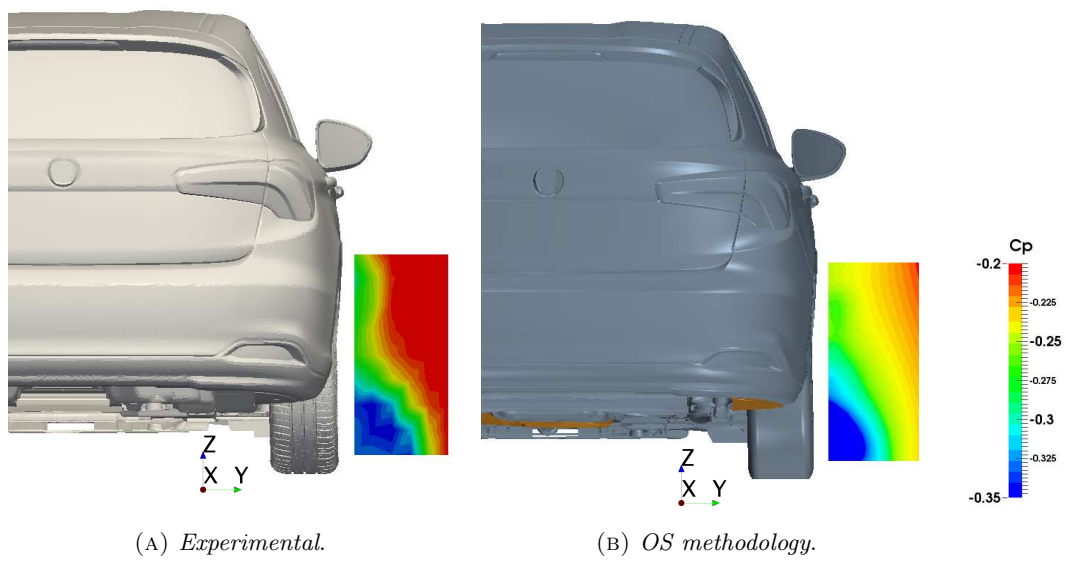 Cp
-0.2
-0.225
-0.25
-0.275
-0.3
-0.325
-0.35
Z
X Y
Z
X Y
(A) Experimental.
(B) OS methodology.